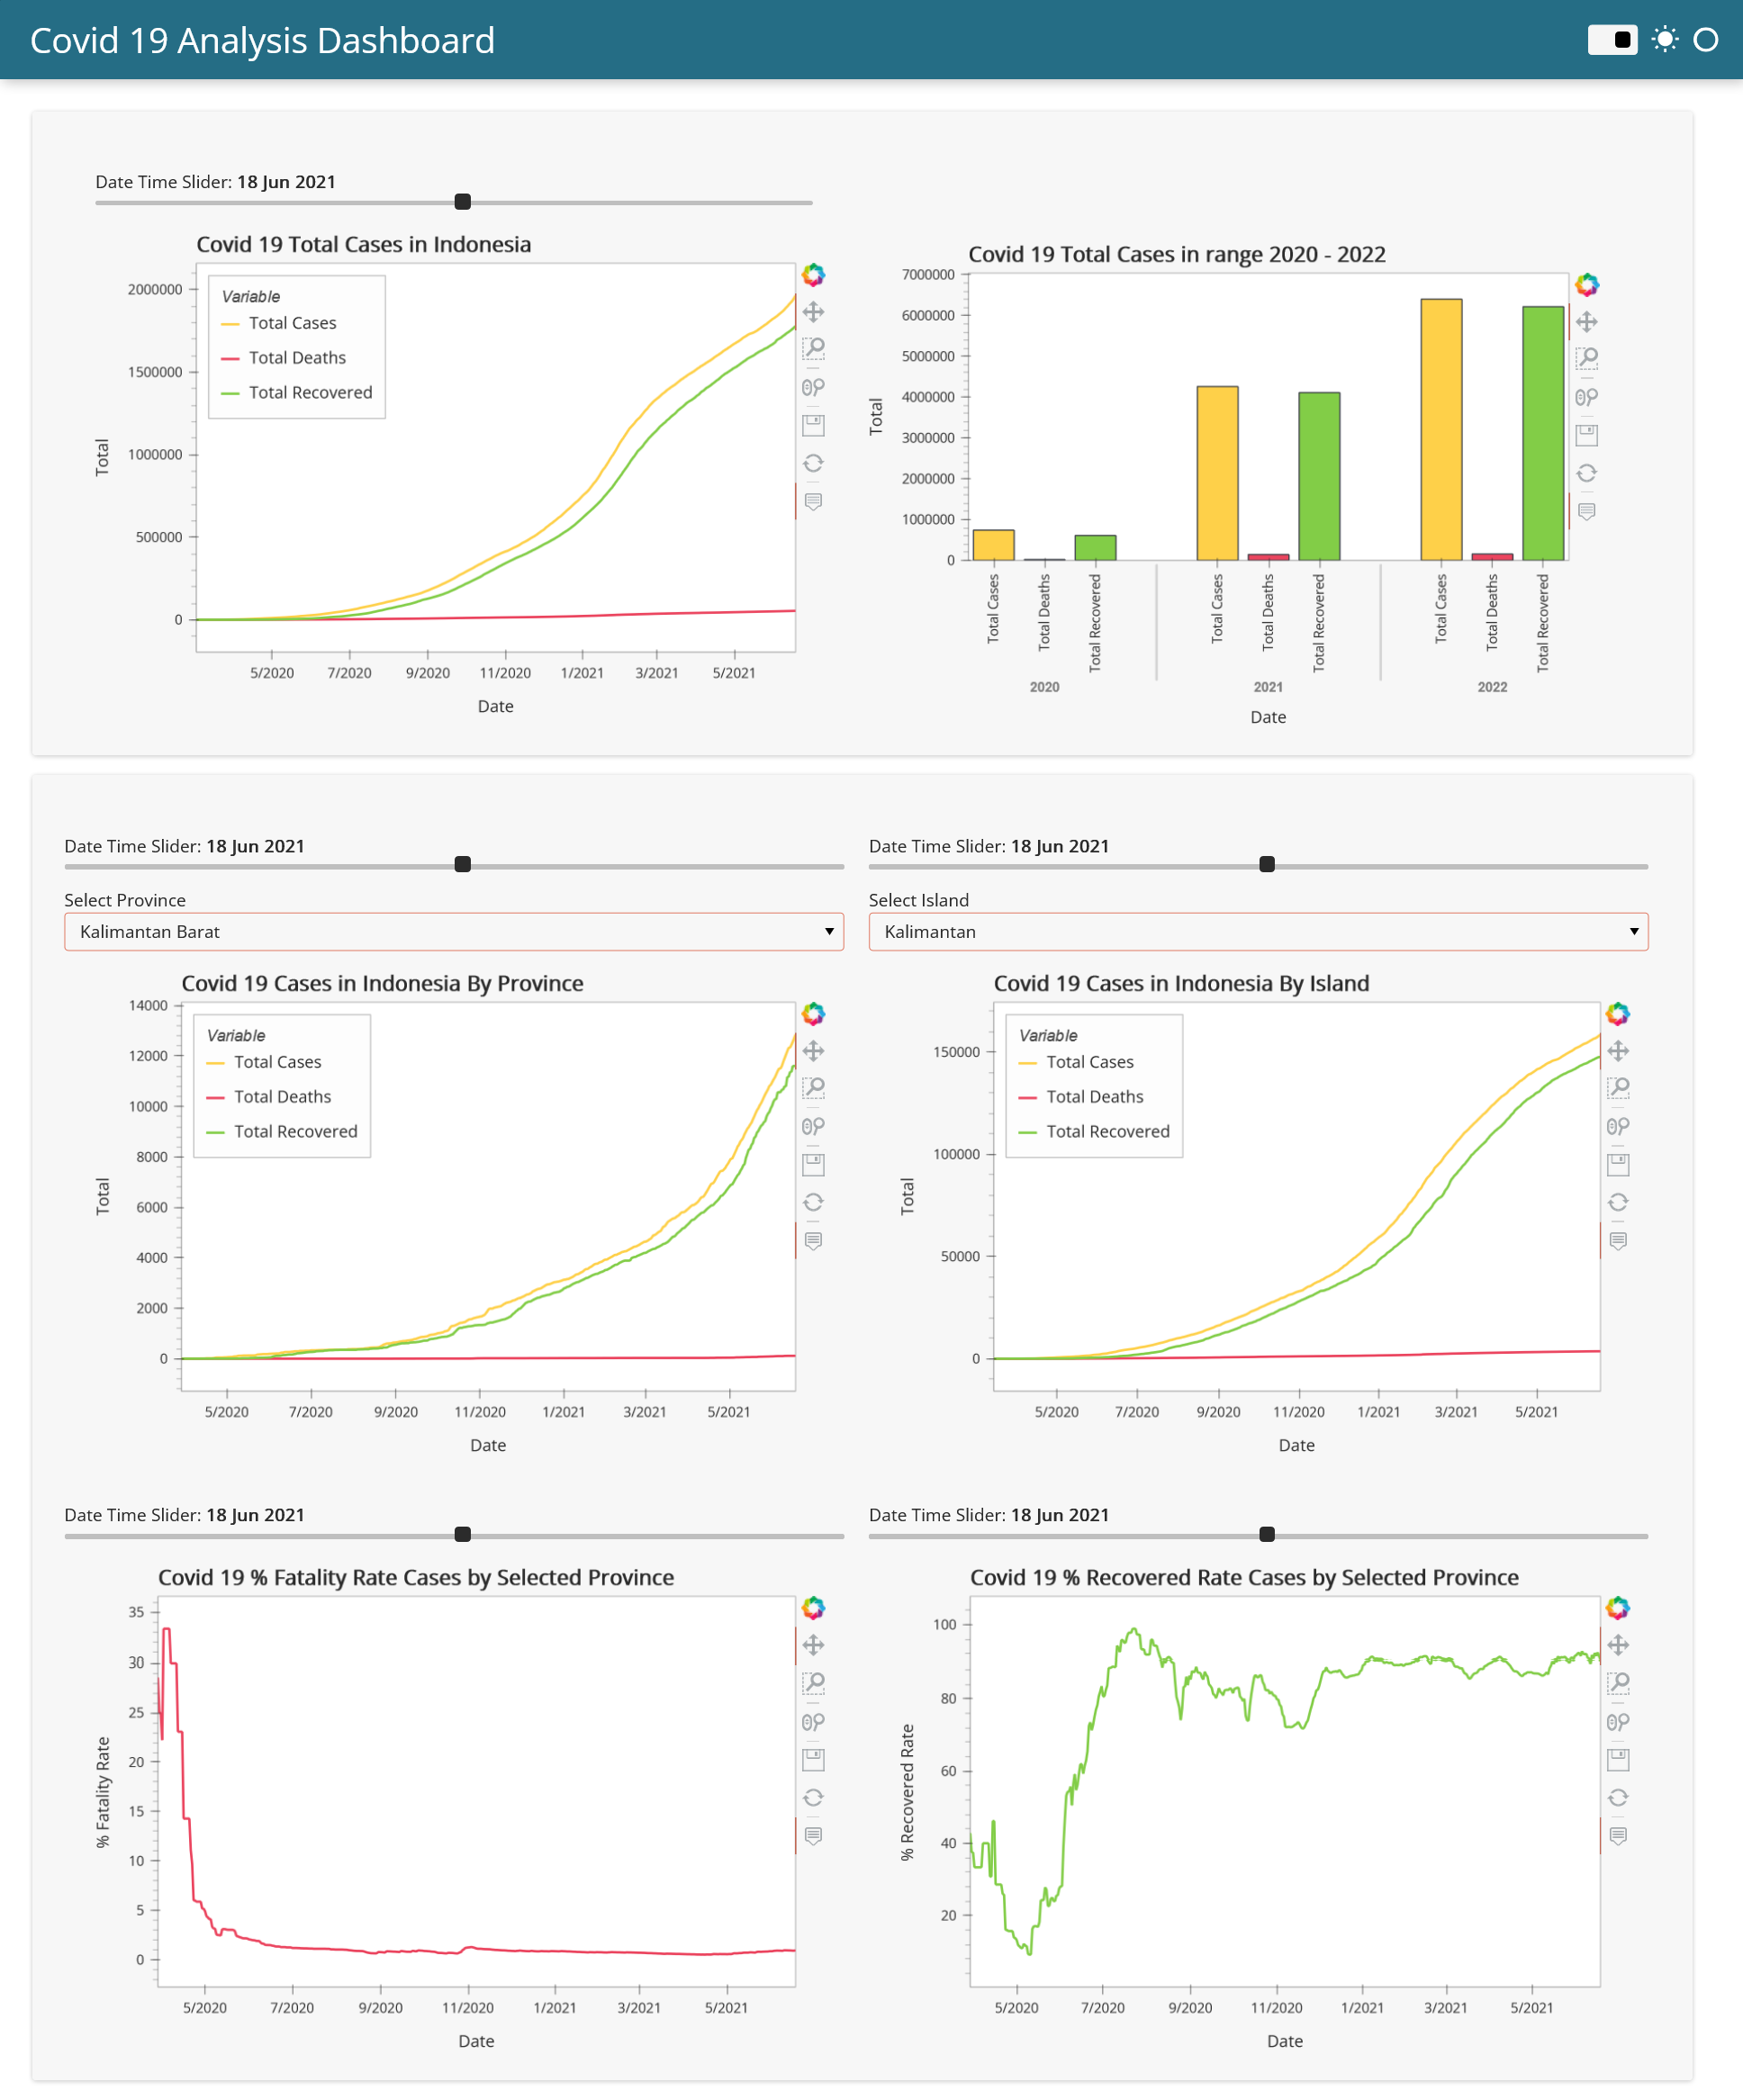 Covid 19 Analysis Dashboard
Date Time Slider: 18 Jun 2021
Covid 19 Total Cases in Indonesia
Variable
Total Cases
Total Deaths
Total Recovered
2000000
1500000
1000000
500000
0
Total
5/2020 7/2020 9/2020 11/2020 1/2021 3/2021 5/2021
Date
Covid 19 Total Cases in range 2020 - 2022
7000000
6000000
5000000
4000000
3000000
2000000
1000000
0
Total
Total Cases Total Deaths Total Recovered Total Cases Total Deaths Total Recovered Total Cases Total Deaths Total Recovered
2020 2021 2022
Date
Date Time Slider: 18 Jun 2021
Select Province
Kalimantan Barat
Covid 19 Cases in Indonesia By Province
Variable
Total Cases
Total Deaths
Total Recovered
14000
12000
10000
8000
6000
4000
2000
0
Total
5/2020 7/2020 9/2020 11/2020 1/2021 3/2021 5/2021
Date
Date Time Slider: 18 Jun 2021
Select Island
Kalimantan
Covid 19 Cases in Indonesia By Island
Variable
Total Cases
Total Deaths
Total Recovered
150000
100000
50000
0
Total
5/2020 7/2020 9/2020 11/2020 1/2021 3/2021 5/2021
Date
Date Time Slider: 18 Jun 2021
Covid 19 % Fatality Rate Cases by Selected Province
35
30
25
20
15
10
5
0
% Fatality Rate
5/2020 7/2020 9/2020 11/2020 1/2021 3/2021 5/2021
Date
Date Time Slider: 18 Jun 2021
Covid 19 % Recovered Rate Cases by Selected Province
100
80
60
40
20
% Recovered Rate
5/2020 7/2020 9/2020 11/2020 1/2021 3/2021 5/2021
Date